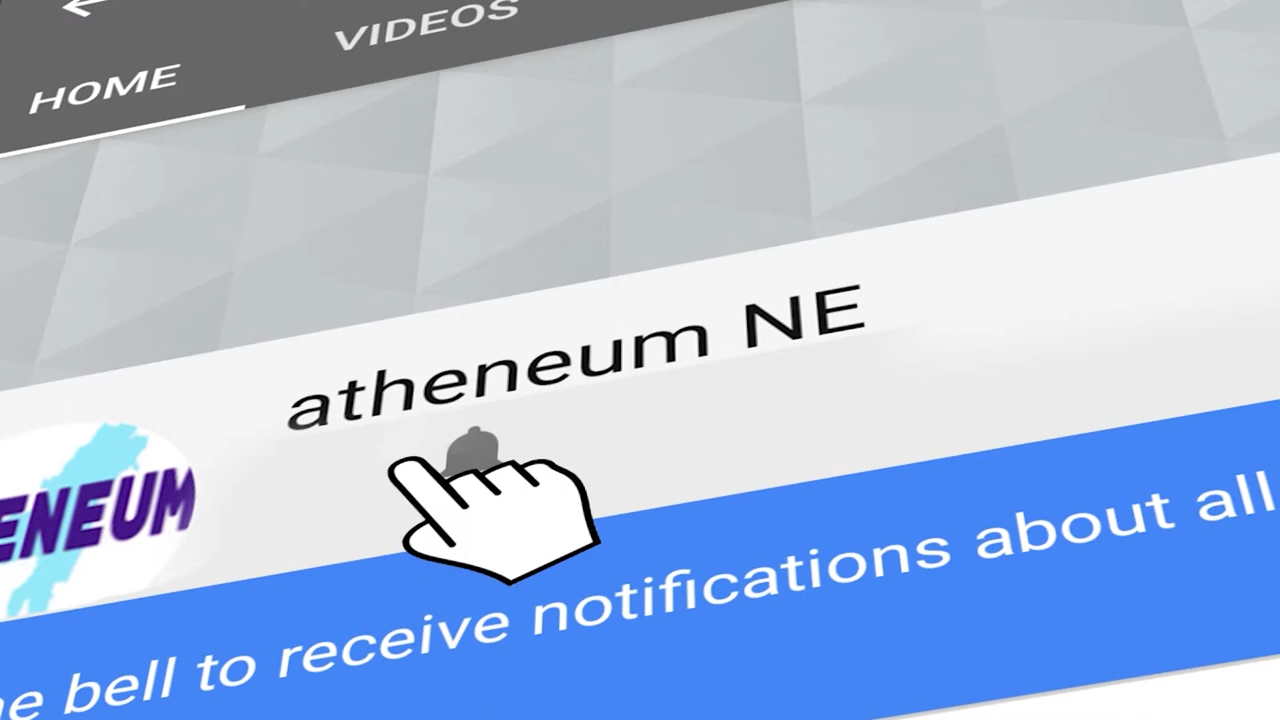 HOME VIDEOS
atheneum NE
ENEUM
bell to receive notifications about all